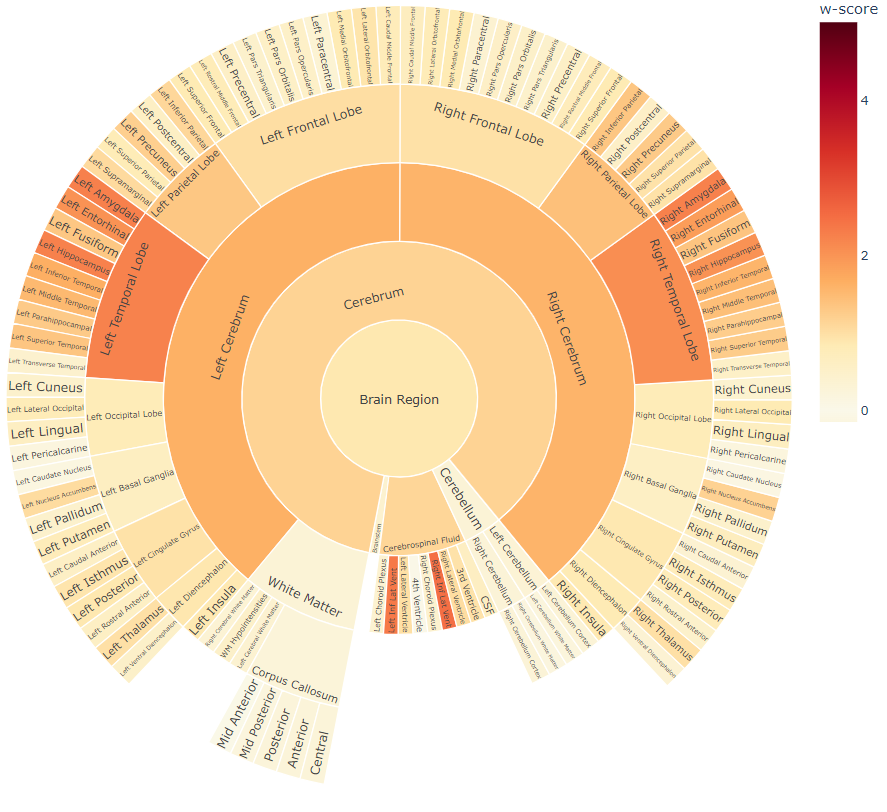 w-score
4
2
0
Brain Region
Cerebrum
Left Cerebrum
Right Cerebrum
Cerebellum
Cerebrospinal Fluid
Brainstem
White Matter
Left Frontal Lobe
Right Frontal Lobe
Left Parietal Lobe
Right Parietal Lobe
Left Temporal Lobe
Right Temporal Lobe
Left Occipital Lobe
Right Occipital Lobe
Left Basal Ganglia
Right Basal Ganglia
Left Cingulate Gyrus
Right Cingulate Gyrus
Left Diencephalon
Right Diencephalon
Left Insula
Right Insula
Left Cerebellum
Right Cerebellum
Left Caudal Middle Frontal
Left Lateral Orbitofrontal
Left Medial Orbitofrontal
Left Paracentral
Left Pars Opercularis
Left Pars Orbitalis
Left Pars Triangularis
Left Precentral
Left Rostral Middle Frontal
Left Superior Frontal
Left Inferior Parietal
Left Postcentral
Left Precuneus
Left Superior Parietal
Left Supramarginal
Left Amygdala
Left Entorhinal
Left Fusiform
Left Hippocampus
Left Inferior Temporal
Left Middle Temporal
Left Parahippocampal
Left Superior Temporal
Left Transverse Temporal
Left Cuneus
Left Lateral Occipital
Left Lingual
Left Pericalcarine
Left Caudate Nucleus
Left Nucleus Accumbens
Left Pallidum
Left Putamen
Left Caudal Anterior
Left Isthmus
Left Posterior
Left Rostral Anterior
Left Thalamus
Left Ventral Diencephalon
Right Caudal Middle Frontal
Right Lateral Orbitofrontal
Right Medial Orbitofrontal
Right Paracentral
Right Pars Opercularis
Right Pars Orbitalis
Right Pars Triangularis
Right Precentral
Right Rostral Middle Frontal
Right Superior Frontal
Right Inferior Parietal
Right Postcentral
Right Precuneus
Right Superior Parietal
Right Supramarginal
Right Amygdala
Right Entorhinal
Right Fusiform
Right Hippocampus
Right Inferior Temporal
Right Middle Temporal
Right Parahippocampal
Right Superior Temporal
Right Transverse Temporal
Right Cuneus
Right Lateral Occipital
Right Lingual
Right Pericalcarine
Right Caudate Nucleus
Right Nucleus Accumbens
Right Pallidum
Right Putamen
Right Caudal Anterior
Right Isthmus
Right Posterior
Right Rostral Anterior
Right Thalamus
Right Ventral Diencephalon
Right Cerebral White Matter
WM Hypointensities
Left Cerebral White Matter
Corpus Callosum
Mid Anterior
Mid Posterior
Posterior
Anterior
Central
Left Choroid Plexus
Left Inf Lat Vent
Left Lateral Ventricle
4th Ventricle
Right Choroid Plexus
Right Inf Lat Vent
Right Lateral Ventricle
3rd Ventricle
CSF
Right Cerebellum Cortex
Right Cerebellum White Matter
Left Cerebellum White Matter
Left Cerebellum Cortex